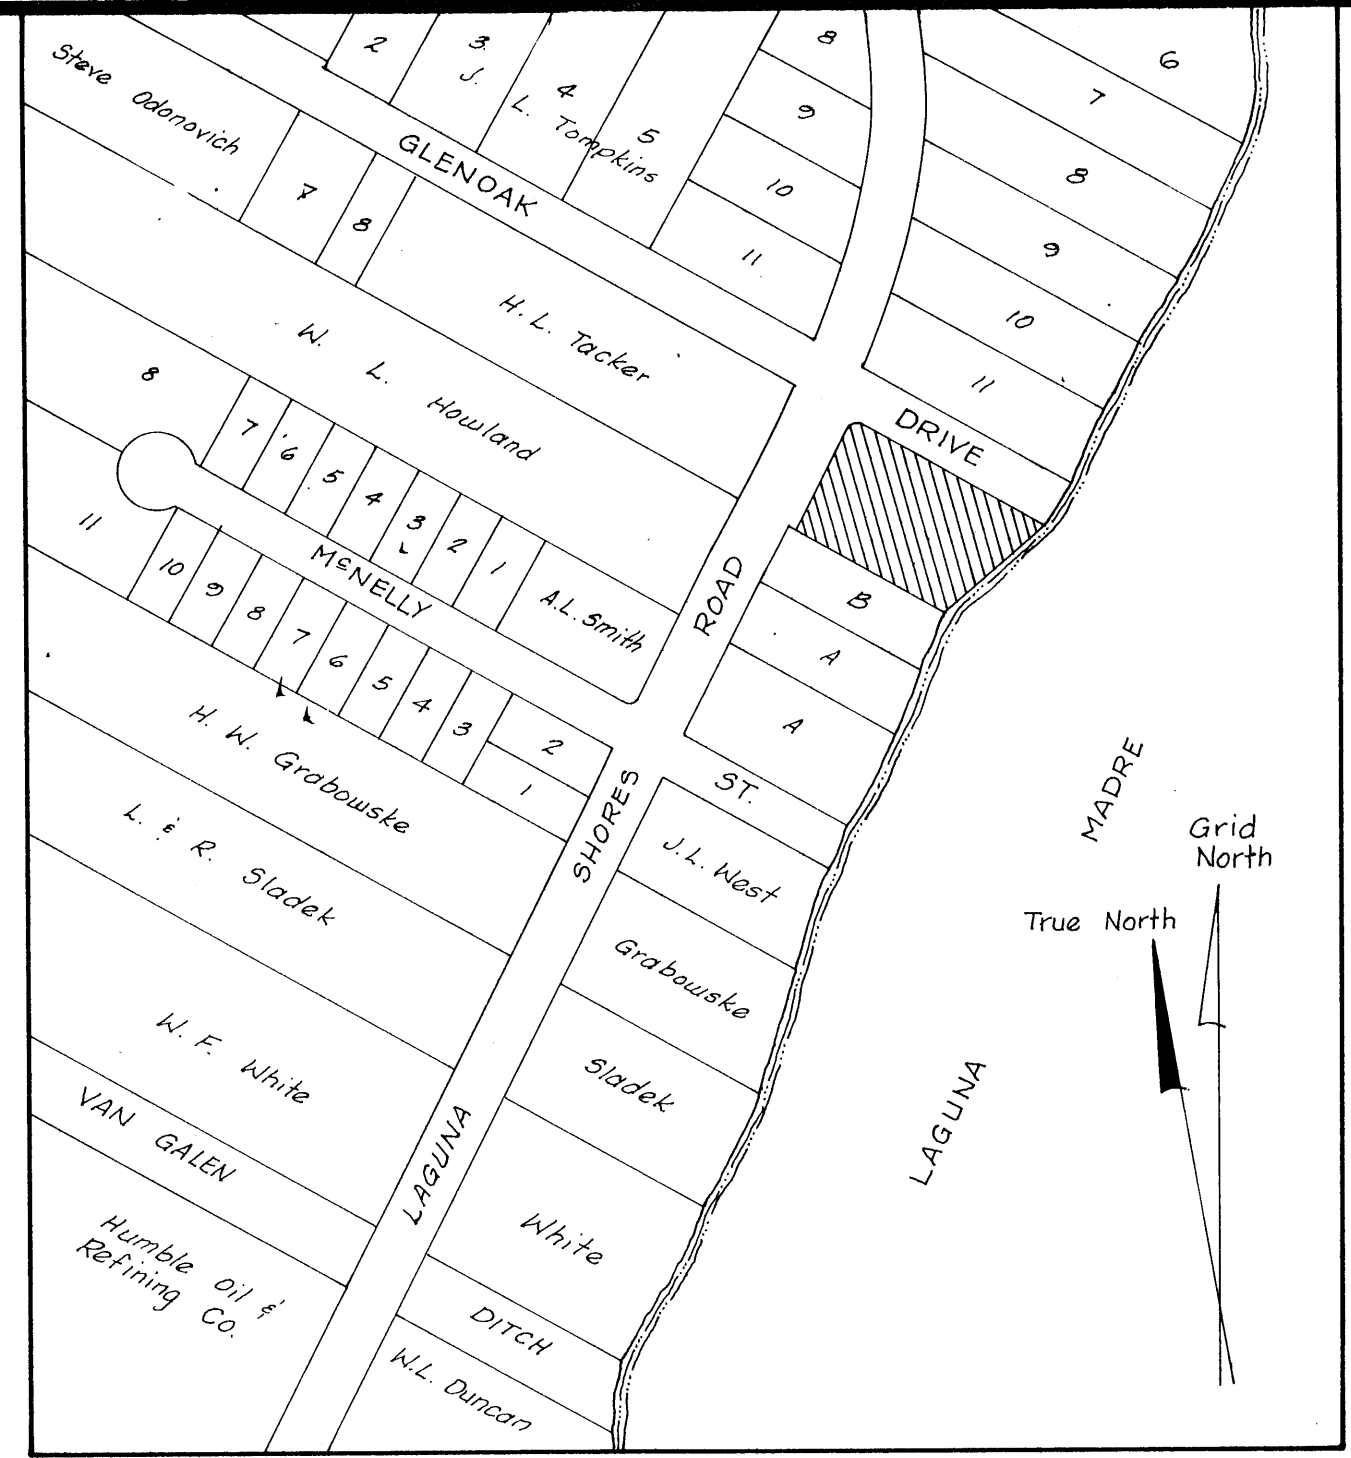 2
3
4
5
J. L. Tompkins
8
9
10
11
6
7
8
9
10
11
Steve Odonovich
7
8
GLENOAK DRIVE
H. L. Tacker
W. L. Howland
8
7
6
5
4
3
2
1
A.L. Smith
McNELLY ST.
11
10
9
8
7
6
5
4
3
2
1
B
A
A
LAGUNA SHORES ROAD
H. W. Grabowske
L. & R. Sladek
W. F. White
VAN GALEN DITCH
Humble Oil &
Refining Co.
J.L. West
Grabowske
Sladek
White
W.L. Duncan
LAGUNA MADRE
Grid
North
True North